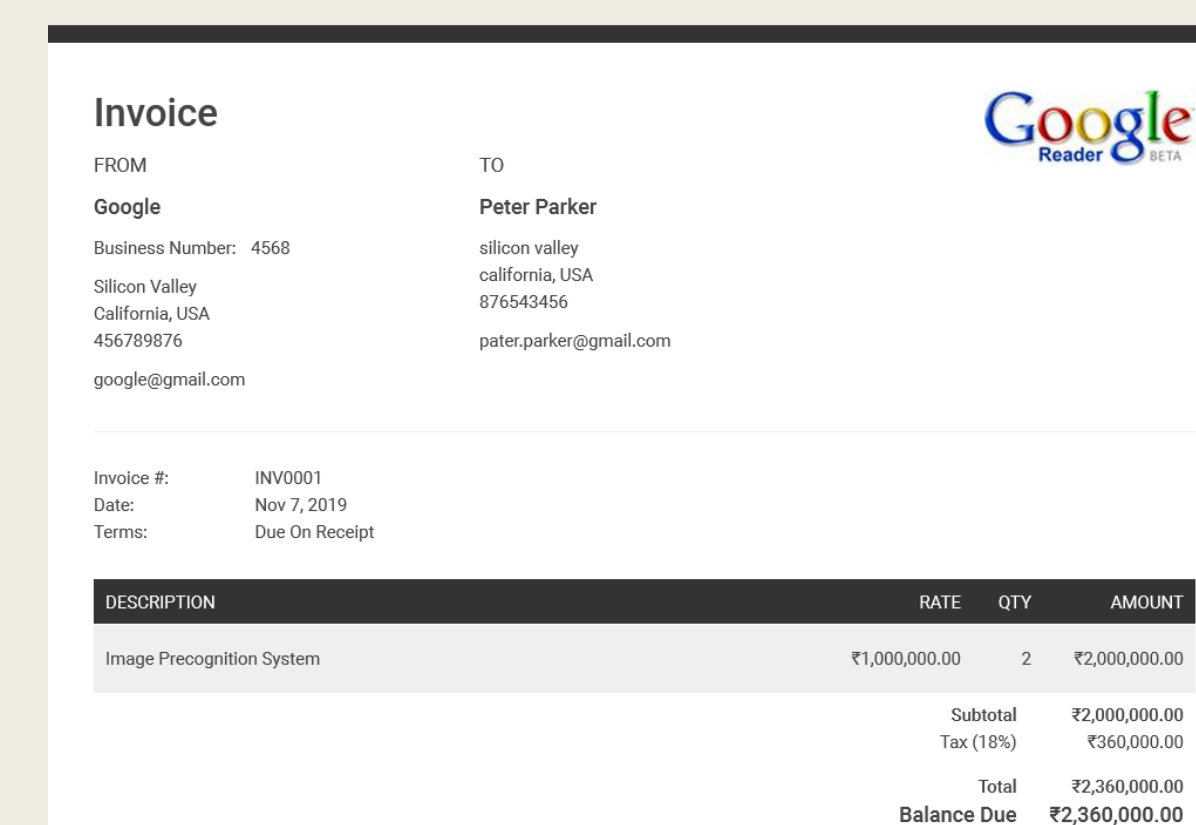 Invoice
Google
Reader BETA
FROM
Google
Business Number: 4568
Silicon Valley
California, USA
456789876
google@gmail.com
TO
Peter Parker
silicon valley
california, USA
876543456
pater.parker@gmail.com
Invoice #: INV0001
Date: Nov 7, 2019
Terms: Due On Receipt
DESCRIPTION RATE QTY AMOUNT
Image Precognition System ₹1,000,000.00 2 ₹2,000,000.00
Subtotal ₹2,000,000.00
Tax (18%) ₹360,000.00
Total ₹2,360,000.00
Balance Due ₹2,360,000.00